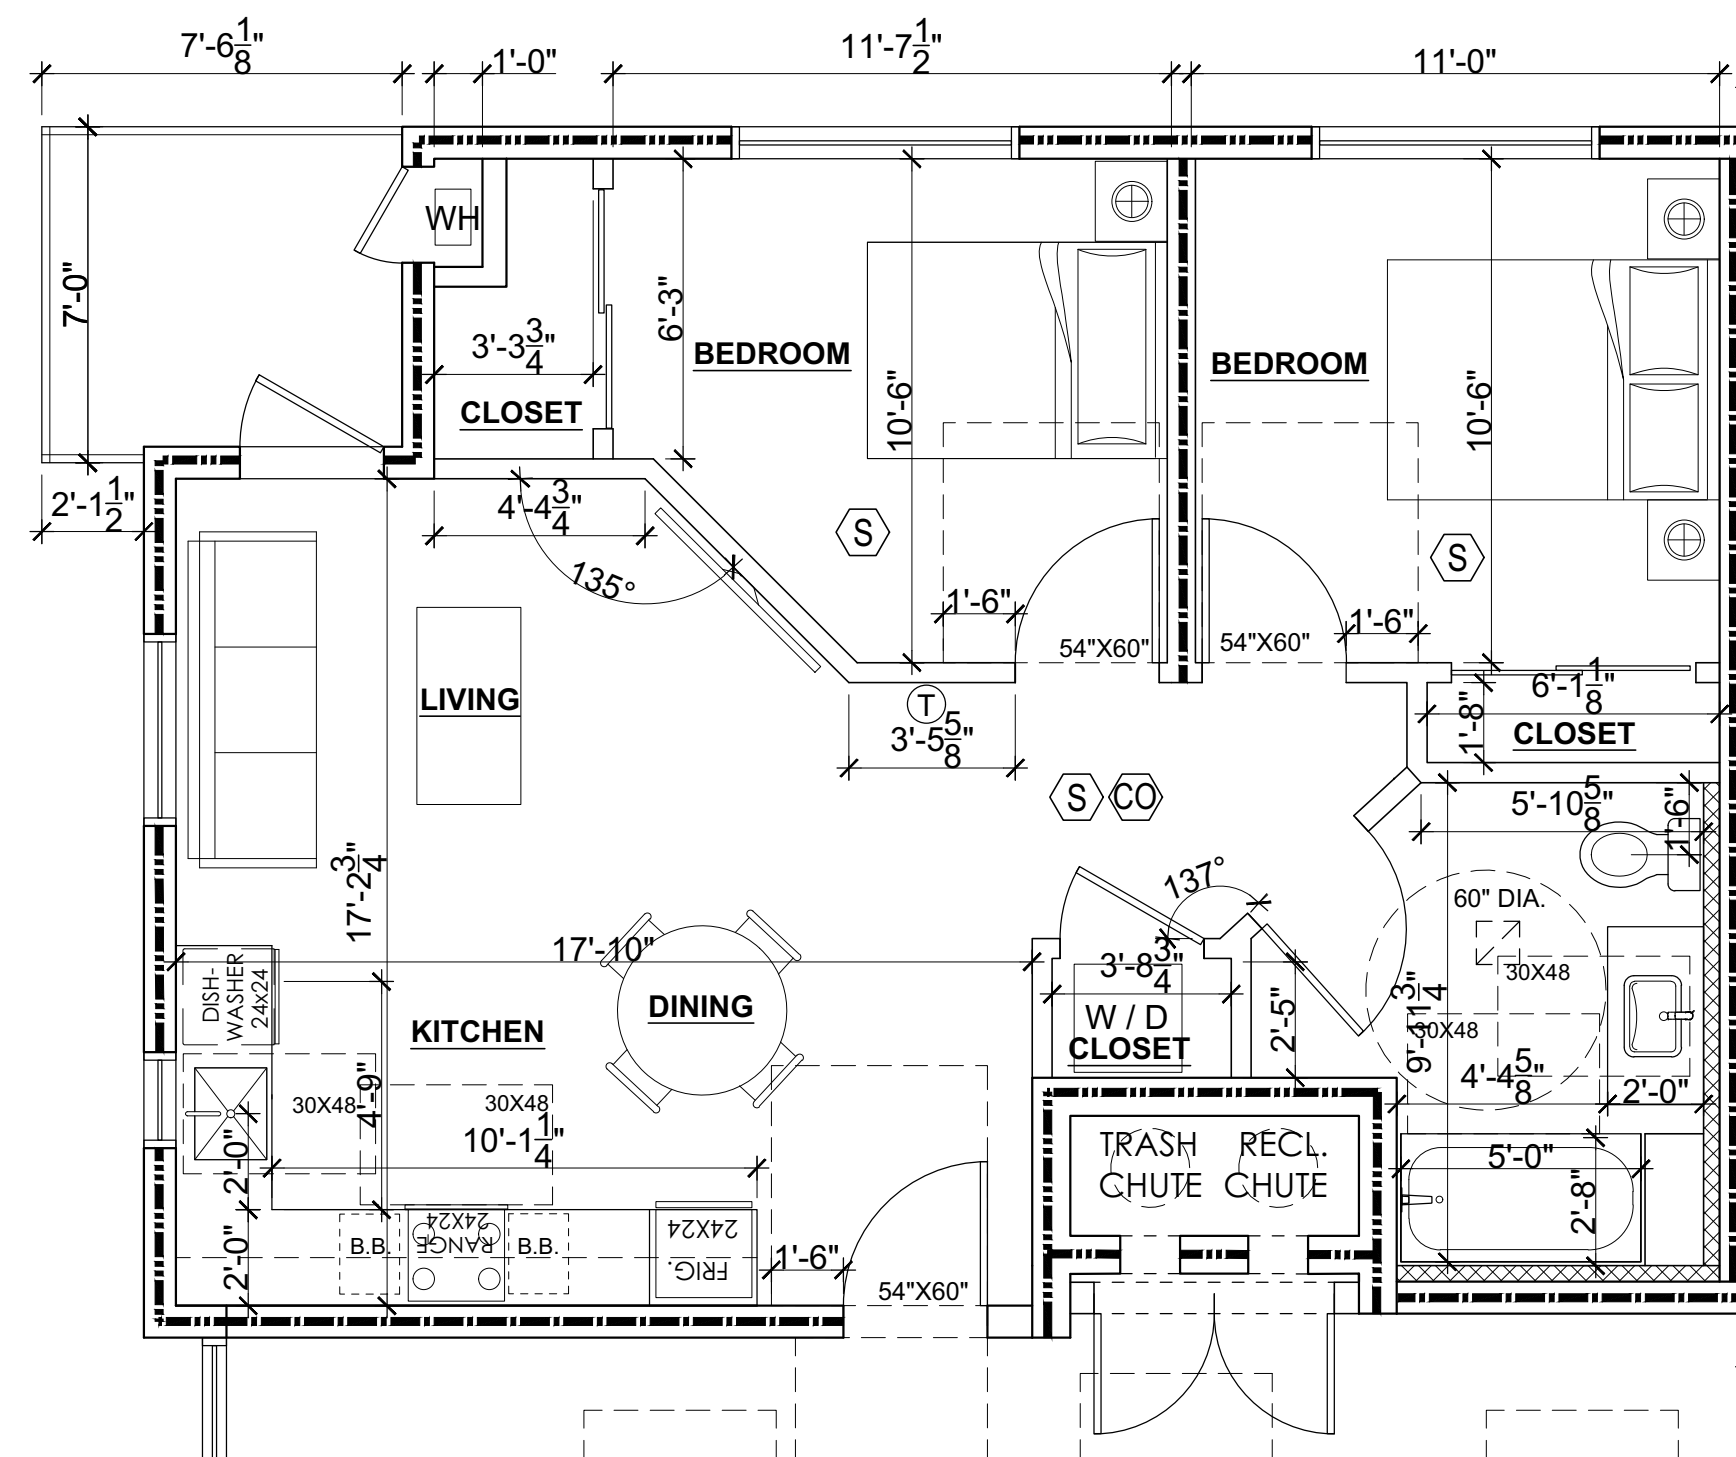 7'-6 1/8"
1'-0"
11'-7 1/2"
11'-0"
WH
7'-0"
6'-3"
3'-3 3/4"
BEDROOM
BEDROOM
10'-6"
10'-6"
CLOSET
2'-1 1/2"
4'-4 3/4"
S
S
135°
1'-6"
1'-6"
54"X60"
54"X60"
LIVING
T
3'-5 5/8"
6'-1 1/8"
1'-8"
CLOSET
S
CO
5'-10 5/8"
1'-6"
17'-2 3/4"
137°
60" DIA.
17'-10"
3'-8 3/4"
30X48
DISH-
WASHER
24x24
DINING
KITCHEN
W / D
CLOSET
2'-5"
9'-11 3/4"
30X48
4'-9"
30X48
30X48
4'-4 5/8"
2'-0"
10'-1 1/4"
TRASH
CHUTE
RECL.
CHUTE
2'-0"
5'-0"
2'-8"
24X24
RANGE
B.B.
B.B.
24X24
FRIG.
2'-0"
1'-6"
54"X60"